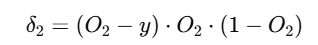 δ₂ = (O₂ − y) · O₂ · (1 − O₂)